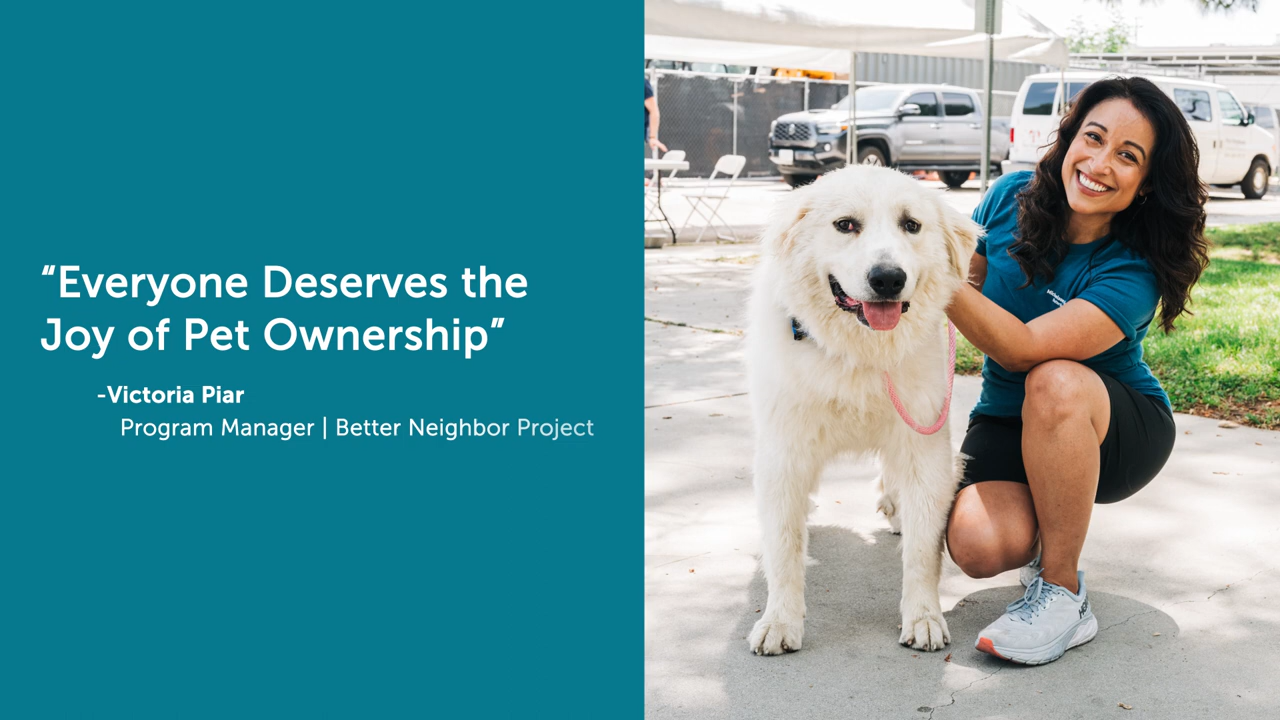 “Everyone Deserves the
Joy of Pet Ownership”
-Victoria Piar
Program Manager | Better Neighbor Project